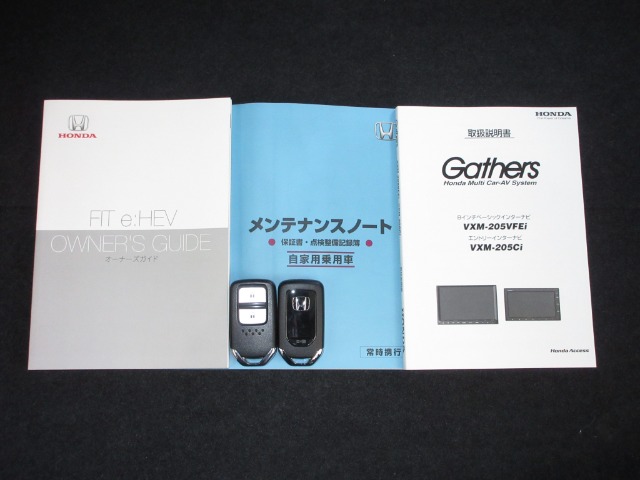 HONDA
FIT e:HEV
OWNER'S GUIDE
オーナーズガイド
メンテナンスノート
保証書・点検整備記録簿
自家用乗用車
常時携行
HONDA
取扱説明書
Gathers
Honda Multi Car-AV System
9インチベーシックインターナビ
VXM-205VFEi
エントリーインターナビ
VXM-205Ci
Honda Access